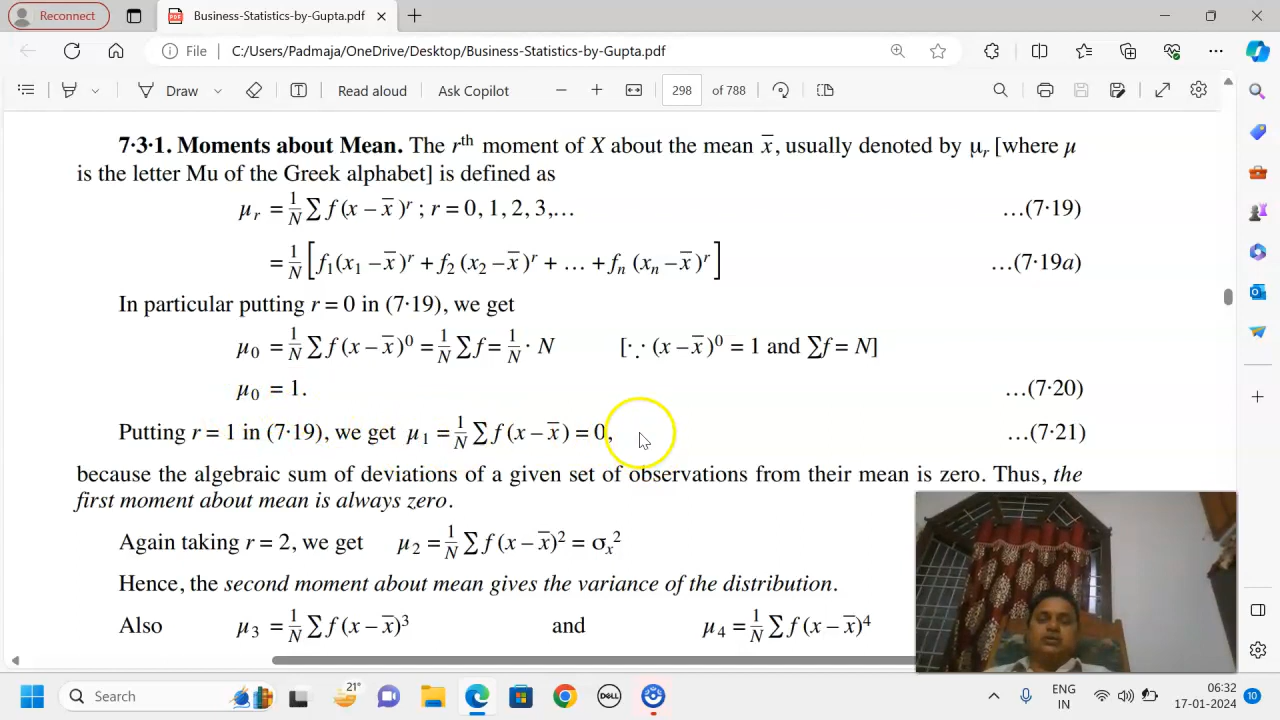 Reconnect
Business-Statistics-by-Gupta.pdf
File C:/Users/Padmaja/OneDrive/Desktop/Business-Statistics-by-Gupta.pdf
Draw Read aloud Ask Copilot 298 of 788
7·3·1. Moments about Mean. The rᵗʰ moment of X about the mean x̄, usually denoted by μᵣ [where μ
is the letter Mu of the Greek alphabet] is defined as
μᵣ = 1/N ∑ f (x – x̄)ʳ ; r = 0, 1, 2, 3,… …(7·19)
= 1/N [f₁(x₁ – x̄)ʳ + f₂ (x₂ – x̄)ʳ + … + fₙ (xₙ – x̄)ʳ] …(7·19a)
In particular putting r = 0 in (7·19), we get
μ₀ = 1/N ∑ f (x – x̄)⁰ = 1/N ∑ f = 1/N · N [∵ (x – x̄)⁰ = 1 and ∑f = N]
μ₀ = 1. …(7·20)
Putting r = 1 in (7·19), we get μ₁ = 1/N ∑ f (x – x̄) = 0, …(7·21)
because the algebraic sum of deviations of a given set of observations from their mean is zero. Thus, the
first moment about mean is always zero.
Again taking r = 2, we get μ₂ = 1/N ∑ f (x – x̄)² = σₓ²
Hence, the second moment about mean gives the variance of the distribution.
Also μ₃ = 1/N ∑ f (x – x̄)³ and μ₄ = 1/N ∑ f (x – x̄)⁴
Search
21°
DELL
ENG
IN
06:32
17-01-2024
10